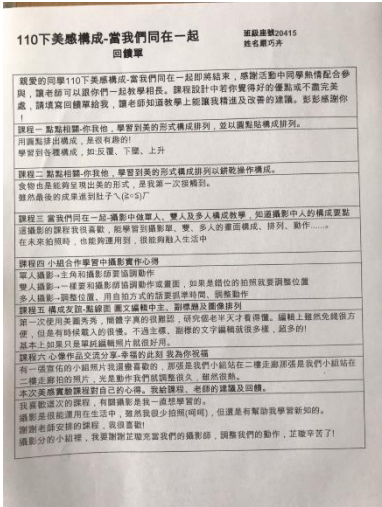 110下美感構成-當我們同在一起
班級座號20415
回饋單
姓名嚴巧卉
親愛的同學110下美感構成-當我們同在一起即將結束，感謝活動中同學熱情配合參
與，讓老師可以跟你們一起教學相長。課程設計中若你覺得好的優點或不盡完美
處，請填寫回饋單給我，讓老師知道教學上能讓我精進及改善的建議。彭彭感謝你
!
課程一 點點相關-你我他，學習到美的形式構成排列，並以圓點貼構成排列。
用圓點排出構成，是很有趣的!
學習到各種構成，如:反覆、下墜、上升
課程二 點點相關-你我他，學習到美的形式構成排列以餅乾操作構成。
食物也是能夠呈現出美的形式，是我第一次接觸到。
雖然最後的成果進到肚子ㄟ(≧≡≦)ㄏ
課程三 當我們同在一起-攝影中做單人、雙人及多人構成教學，知道攝影中人的構成要點
這攝影的課程我很喜歡，能學習到攝影單、雙、多人的畫面構成、排列、動作......。
在未來拍照時，也能夠運用到，很能夠融入生活中
課程四 小組合作學習中攝影實作心得
單人攝影→主角和攝影師要協調動作
雙人攝影→一樣要和攝影師協調動作或畫面，如果是錯位的拍照就要調整位置
多人攝影→調整位置、用自拍方式的話要抓準時間、調整動作
課程五 構成友誼-點線面 圖文編輯中主、副標題及圖像排列
第一次使用美圖秀秀，簡體字真的很難認，研究個老半天才看得懂。編輯上雖然免錢很方
便，但是有時候載入的很慢。不過主標、副標的文字編輯就很多樣，超多的!
基本上如果只是單純編輯照片就很好用。
課程六 心像作品交流分享-幸福的此刻 我為你祝福
有一張宣佑的小組照片我還蠻喜歡的，那張是我們小組站在二樓走廊那張是我們小組站在
二樓走廊拍的照片，光是動作我們就調整很久，雖然很熱。
本次美感實驗課程對自己的心得。我給課程、老師的建議及回饋。
我喜歡這次的課程，有關攝影是我一直想學習的。
攝影是很能運用在生活中，雖然我很少拍照(呵呵)，但還是有幫助我學習新知的。
謝謝老師安排的課程，我很喜歡!
攝影分的小組裡，我要謝謝芷璇充當我們的攝影師，調整我們的動作，芷璇辛苦了!